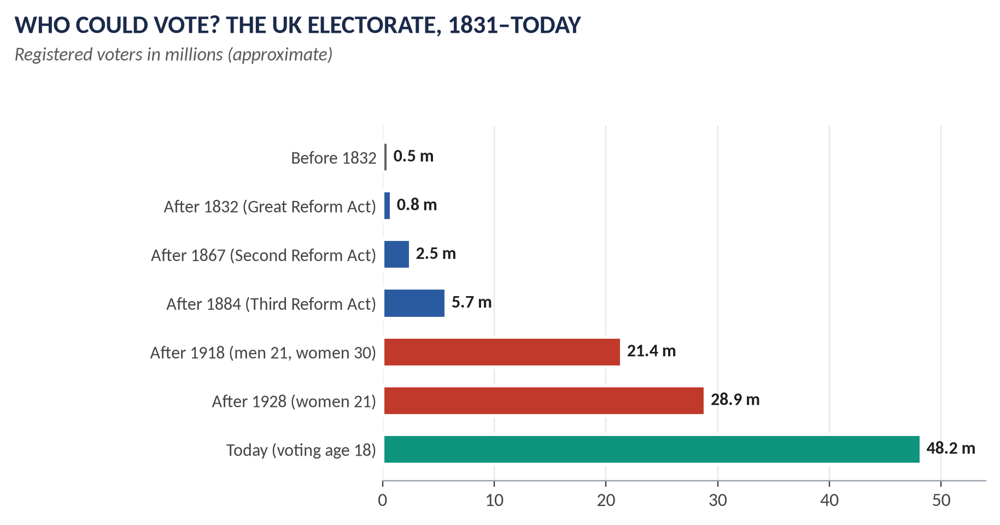 WHO COULD VOTE? THE UK ELECTORATE, 1831–TODAY
Registered voters in millions (approximate)
Before 1832 0.5 m
After 1832 (Great Reform Act) 0.8 m
After 1867 (Second Reform Act) 2.5 m
After 1884 (Third Reform Act) 5.7 m
After 1918 (men 21, women 30) 21.4 m
After 1928 (women 21) 28.9 m
Today (voting age 18) 48.2 m
0 10 20 30 40 50